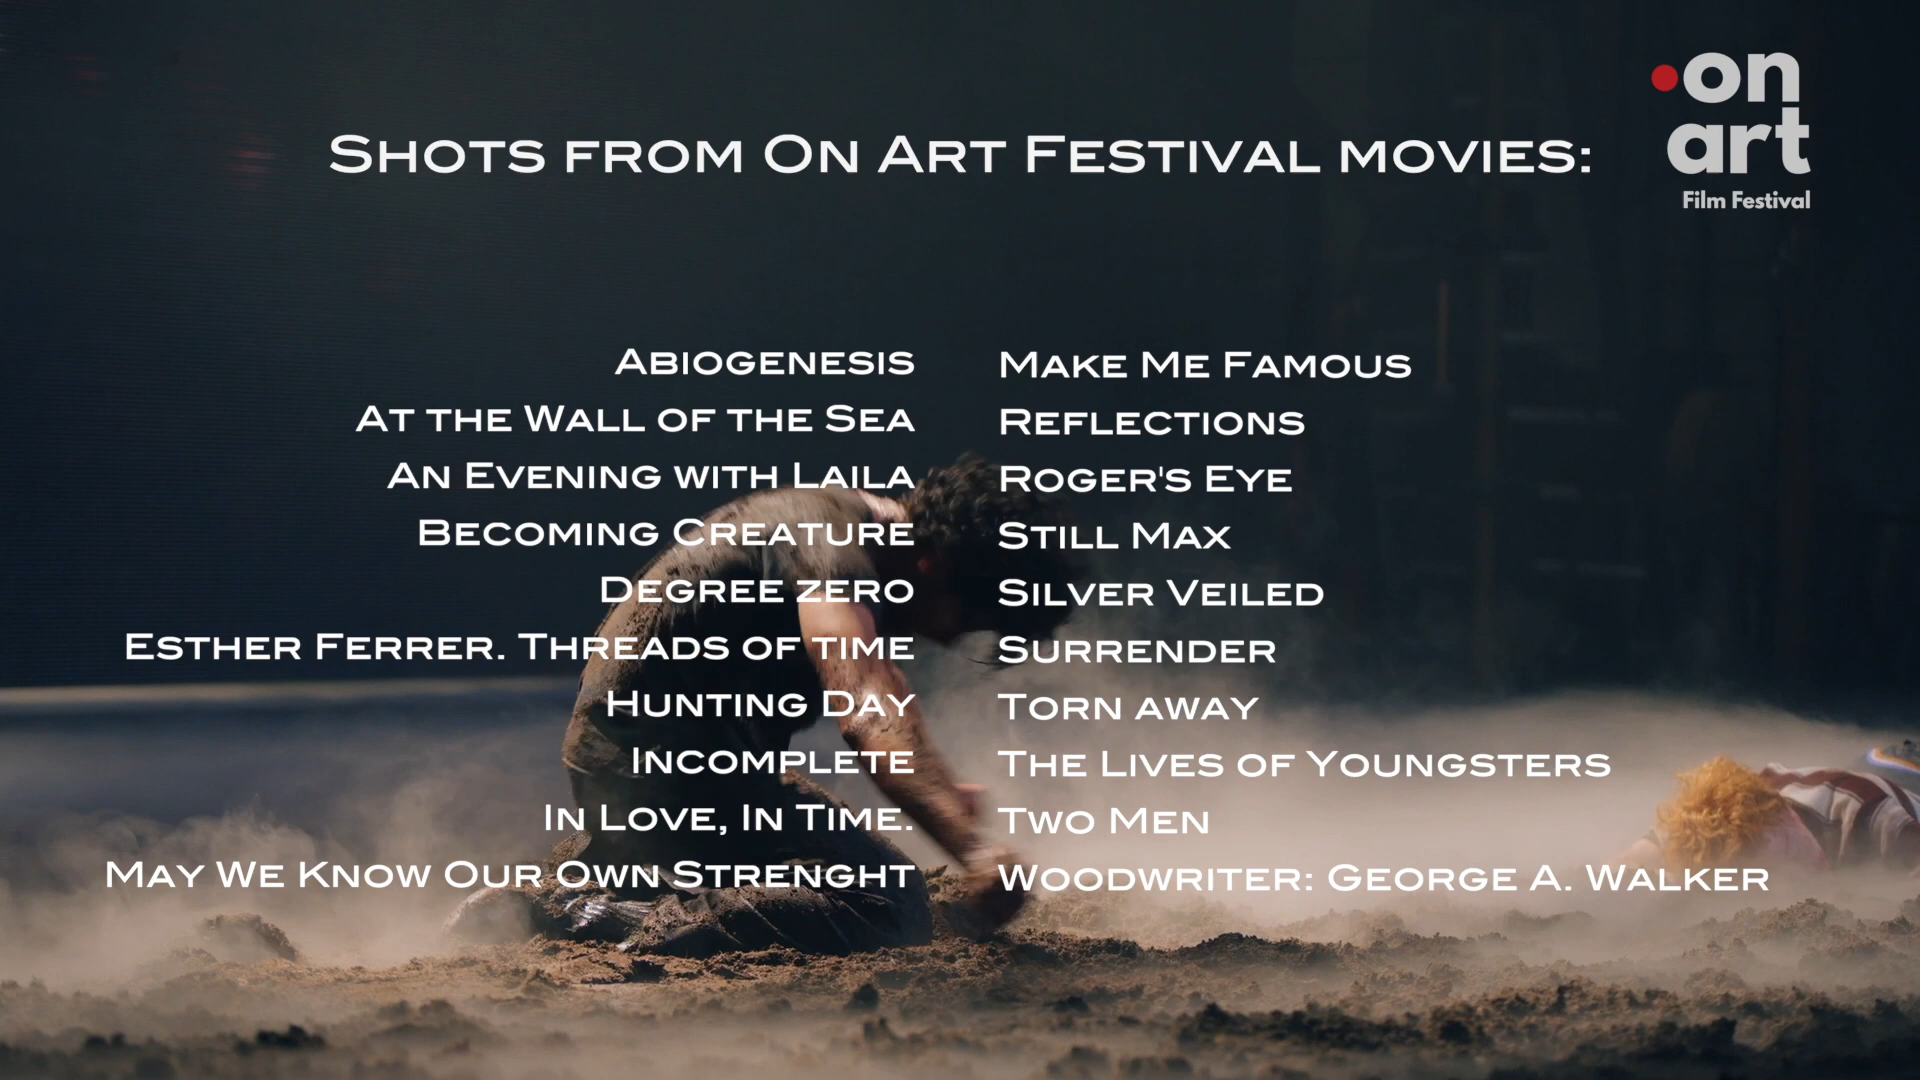 on
art
Film Festival
Shots from On Art Festival movies:
Abiogenesis
At the Wall of the Sea
An Evening with Laila
Becoming Creature
Degree zero
Esther Ferrer. Threads of time
Hunting Day
Incomplete
In Love, In Time.
May We Know Our Own Strenght
Make Me Famous
Reflections
Roger's Eye
Still Max
Silver Veiled
Surrender
Torn away
The Lives of Youngsters
Two Men
Woodwriter: George A. Walker